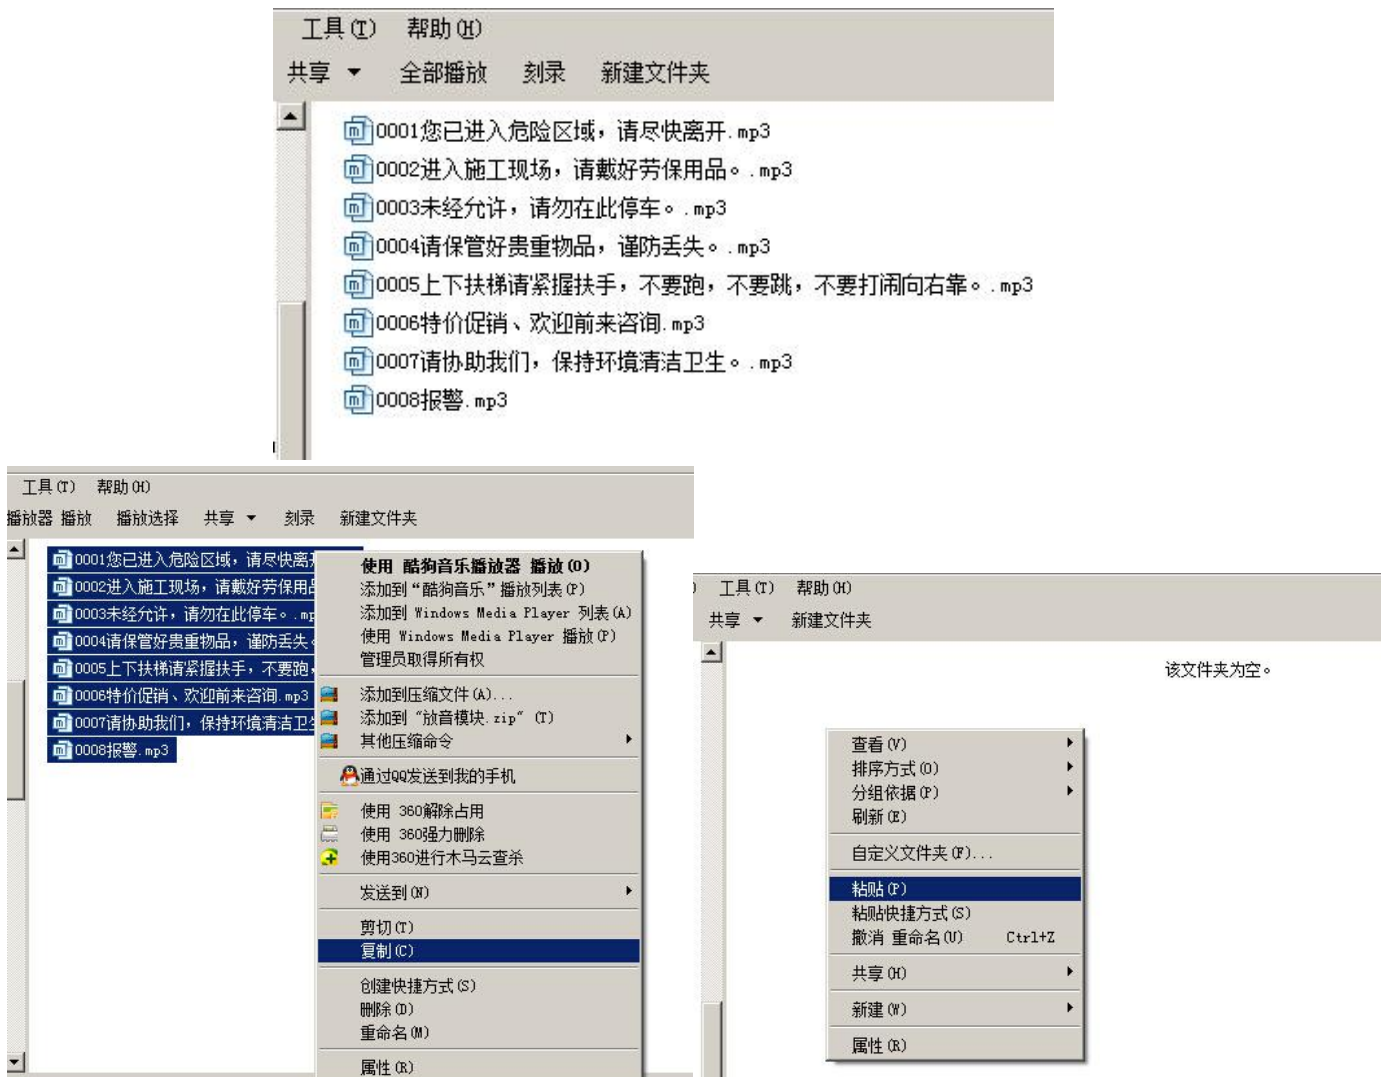 工具(T) 帮助(H)
共享 全部播放 刻录 新建文件夹
0001您已进入危险区域，请尽快离开.mp3
0002进入施工现场，请戴好劳保用品。.mp3
0003未经允许，请勿在此停车。.mp3
0004请保管好贵重物品，谨防丢失。.mp3
0005上下扶梯请紧握扶手，不要跑，不要跳，不要打闹向右靠。.mp3
0006特价促销、欢迎前来咨询.mp3
0007请协助我们，保持环境清洁卫生。.mp3
0008报警.mp3
工具(T) 帮助(H)
播放器 播放 播放选择 共享 刻录 新建文件夹
0001您已进入危险区域，请尽快离
0002进入施工现场，请戴好劳保用
0003未经允许，请勿在此停车。.mp
0004请保管好贵重物品，谨防丢失
0005上下扶梯请紧握扶手，不要跑，
0006特价促销、欢迎前来咨询.mp3
0007请协助我们，保持环境清洁卫
0008报警.mp3
使用 酷狗音乐播放器 播放(O)
添加到“酷狗音乐”播放列表(P)
添加到 Windows Media Player 列表(A)
使用 Windows Media Player 播放(P)
管理员取得所有权
添加到压缩文件(A)...
添加到 "放音模块.zip" (T)
其他压缩命令
通过QQ发送到我的手机
使用 360解除占用
使用 360强力删除
使用360进行木马云查杀
发送到(N)
剪切(T)
复制(C)
创建快捷方式(S)
删除(D)
重命名(M)
属性(R)
) 工具(T) 帮助(H)
共享 新建文件夹
该文件夹为空。
查看(V)
排序方式(O)
分组依据(P)
刷新(E)
自定义文件夹(F)...
粘贴(P)
粘贴快捷方式(S)
撤消 重命名(U) Ctrl+Z
共享(H)
新建(W)
属性(R)